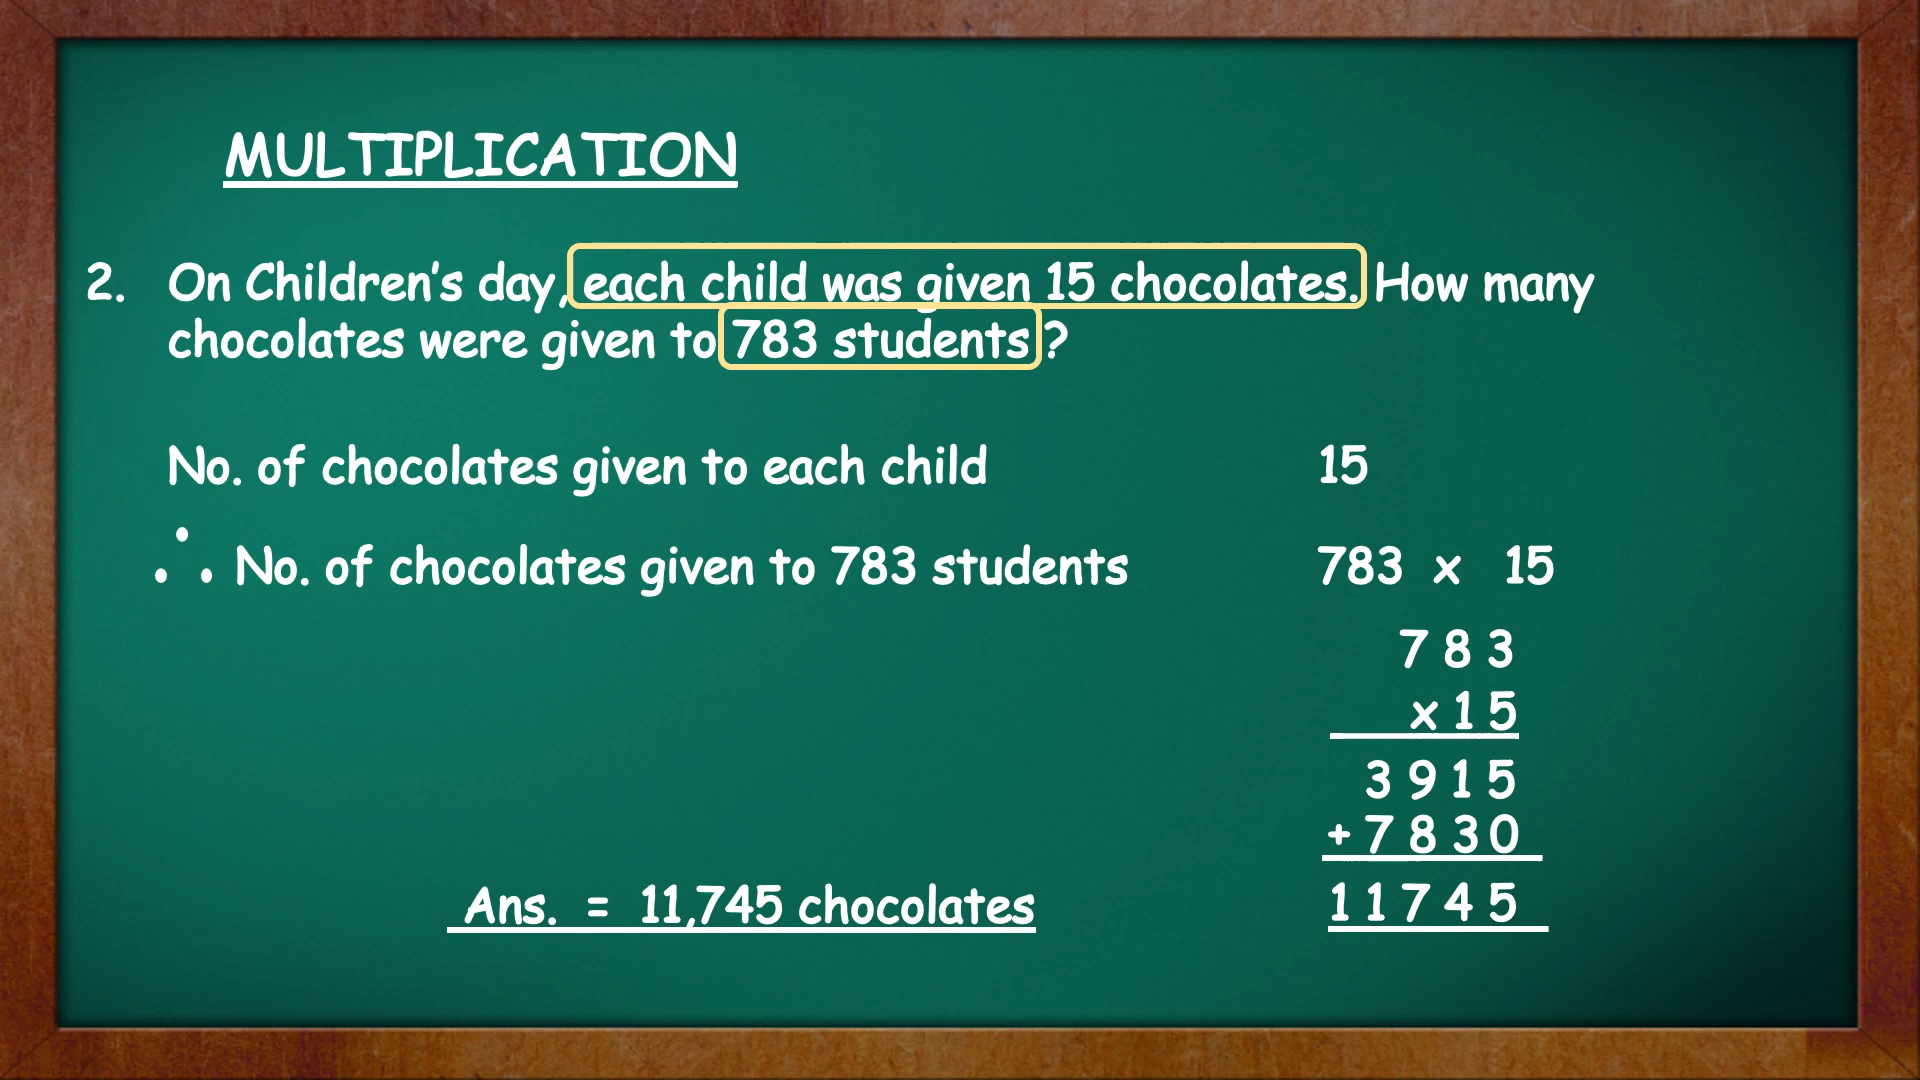 MULTIPLICATION
2. On Children's day, each child was given 15 chocolates. How many
chocolates were given to 783 students ?
No. of chocolates given to each child 15
∴ No. of chocolates given to 783 students 783 x 15
7 8 3
x 1 5
3 9 1 5
+ 7 8 3 0
Ans. = 11,745 chocolates 1 1 7 4 5